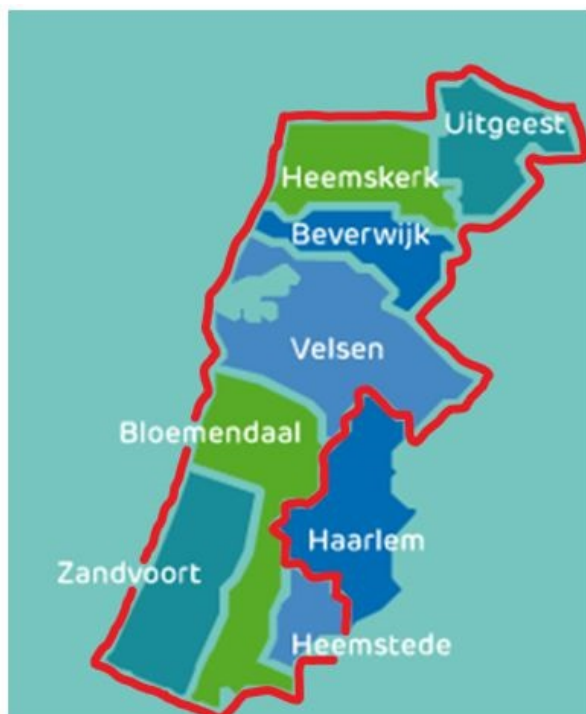 Uitgeest
Heemskerk
Beverwijk
Velsen
Bloemendaal
Haarlem
Zandvoort
Heemstede